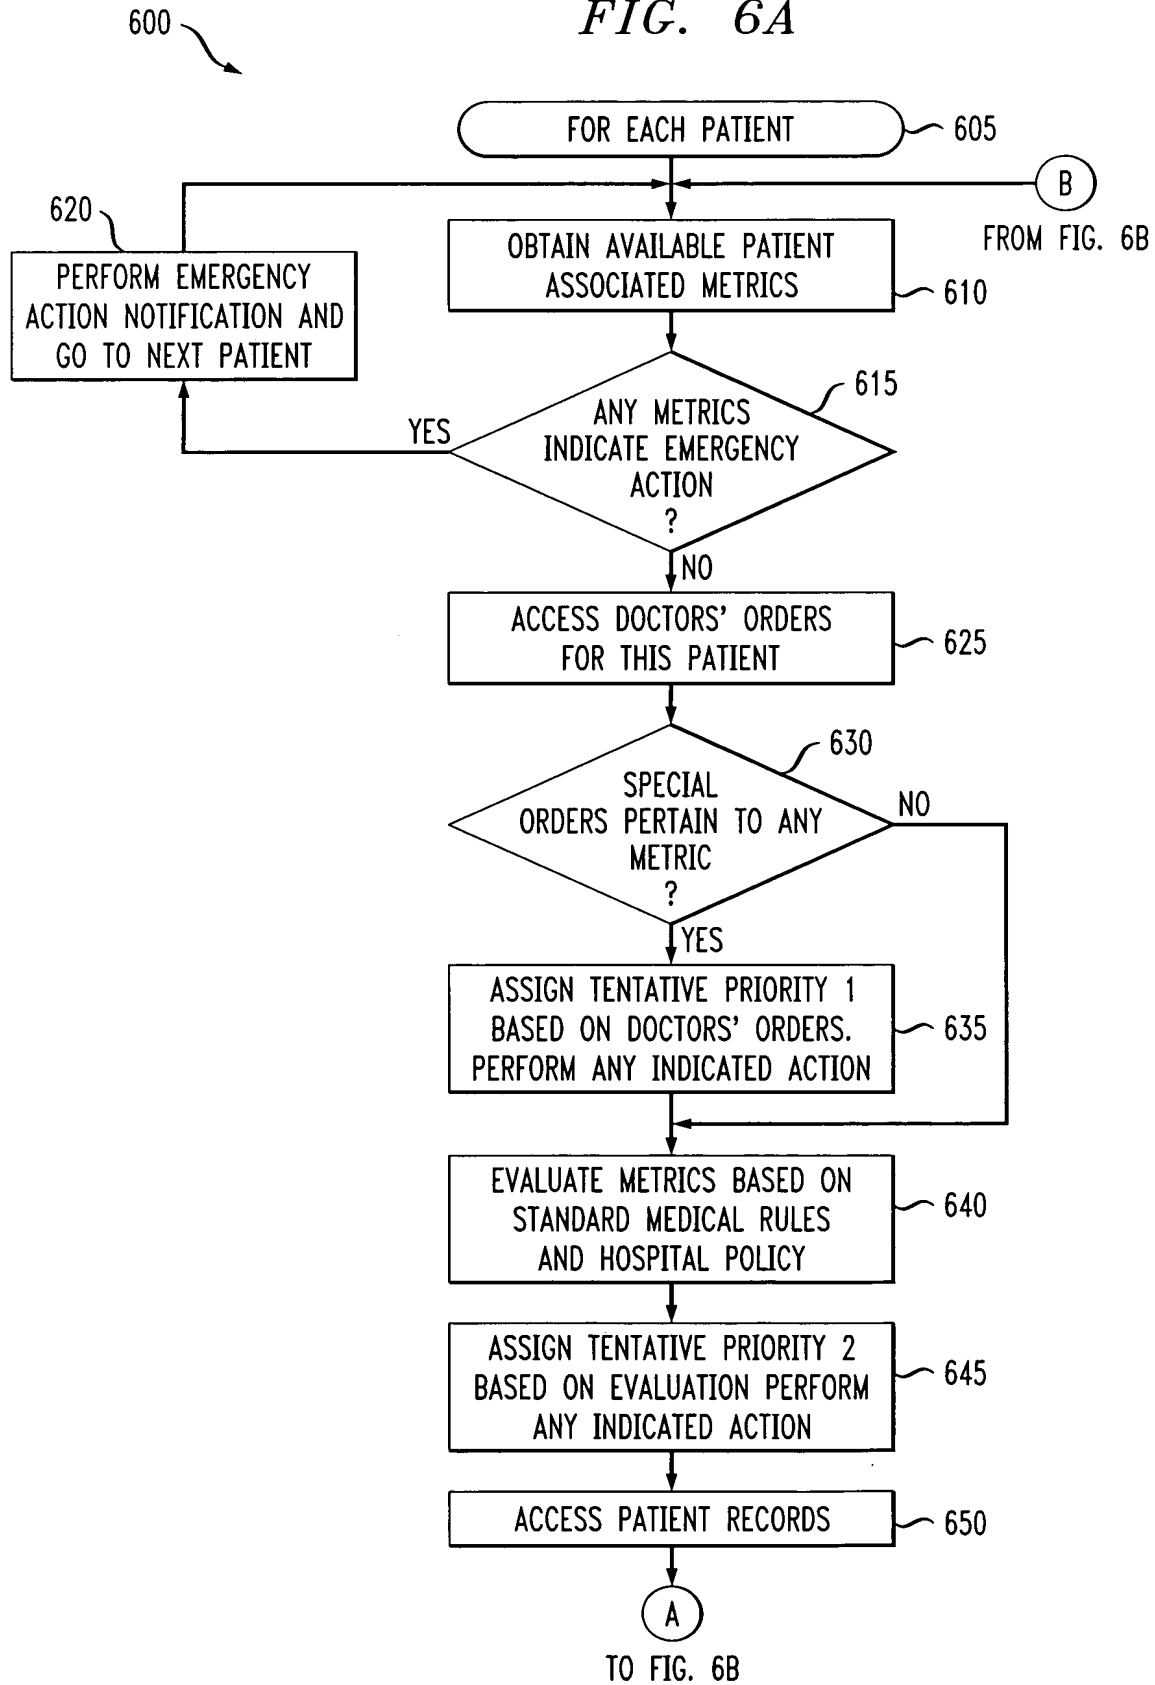 FIG. 6A
600
FOR EACH PATIENT
605
B
FROM FIG. 6B
620
PERFORM EMERGENCY
ACTION NOTIFICATION AND
GO TO NEXT PATIENT
OBTAIN AVAILABLE PATIENT
ASSOCIATED METRICS
610
615
ANY METRICS
INDICATE EMERGENCY
ACTION
?
YES
NO
ACCESS DOCTORS' ORDERS
FOR THIS PATIENT
625
630
SPECIAL
ORDERS PERTAIN TO ANY
METRIC
?
NO
YES
ASSIGN TENTATIVE PRIORITY 1
BASED ON DOCTORS' ORDERS.
PERFORM ANY INDICATED ACTION
635
EVALUATE METRICS BASED ON
STANDARD MEDICAL RULES
AND HOSPITAL POLICY
640
ASSIGN TENTATIVE PRIORITY 2
BASED ON EVALUATION PERFORM
ANY INDICATED ACTION
645
ACCESS PATIENT RECORDS
650
A
TO FIG. 6B